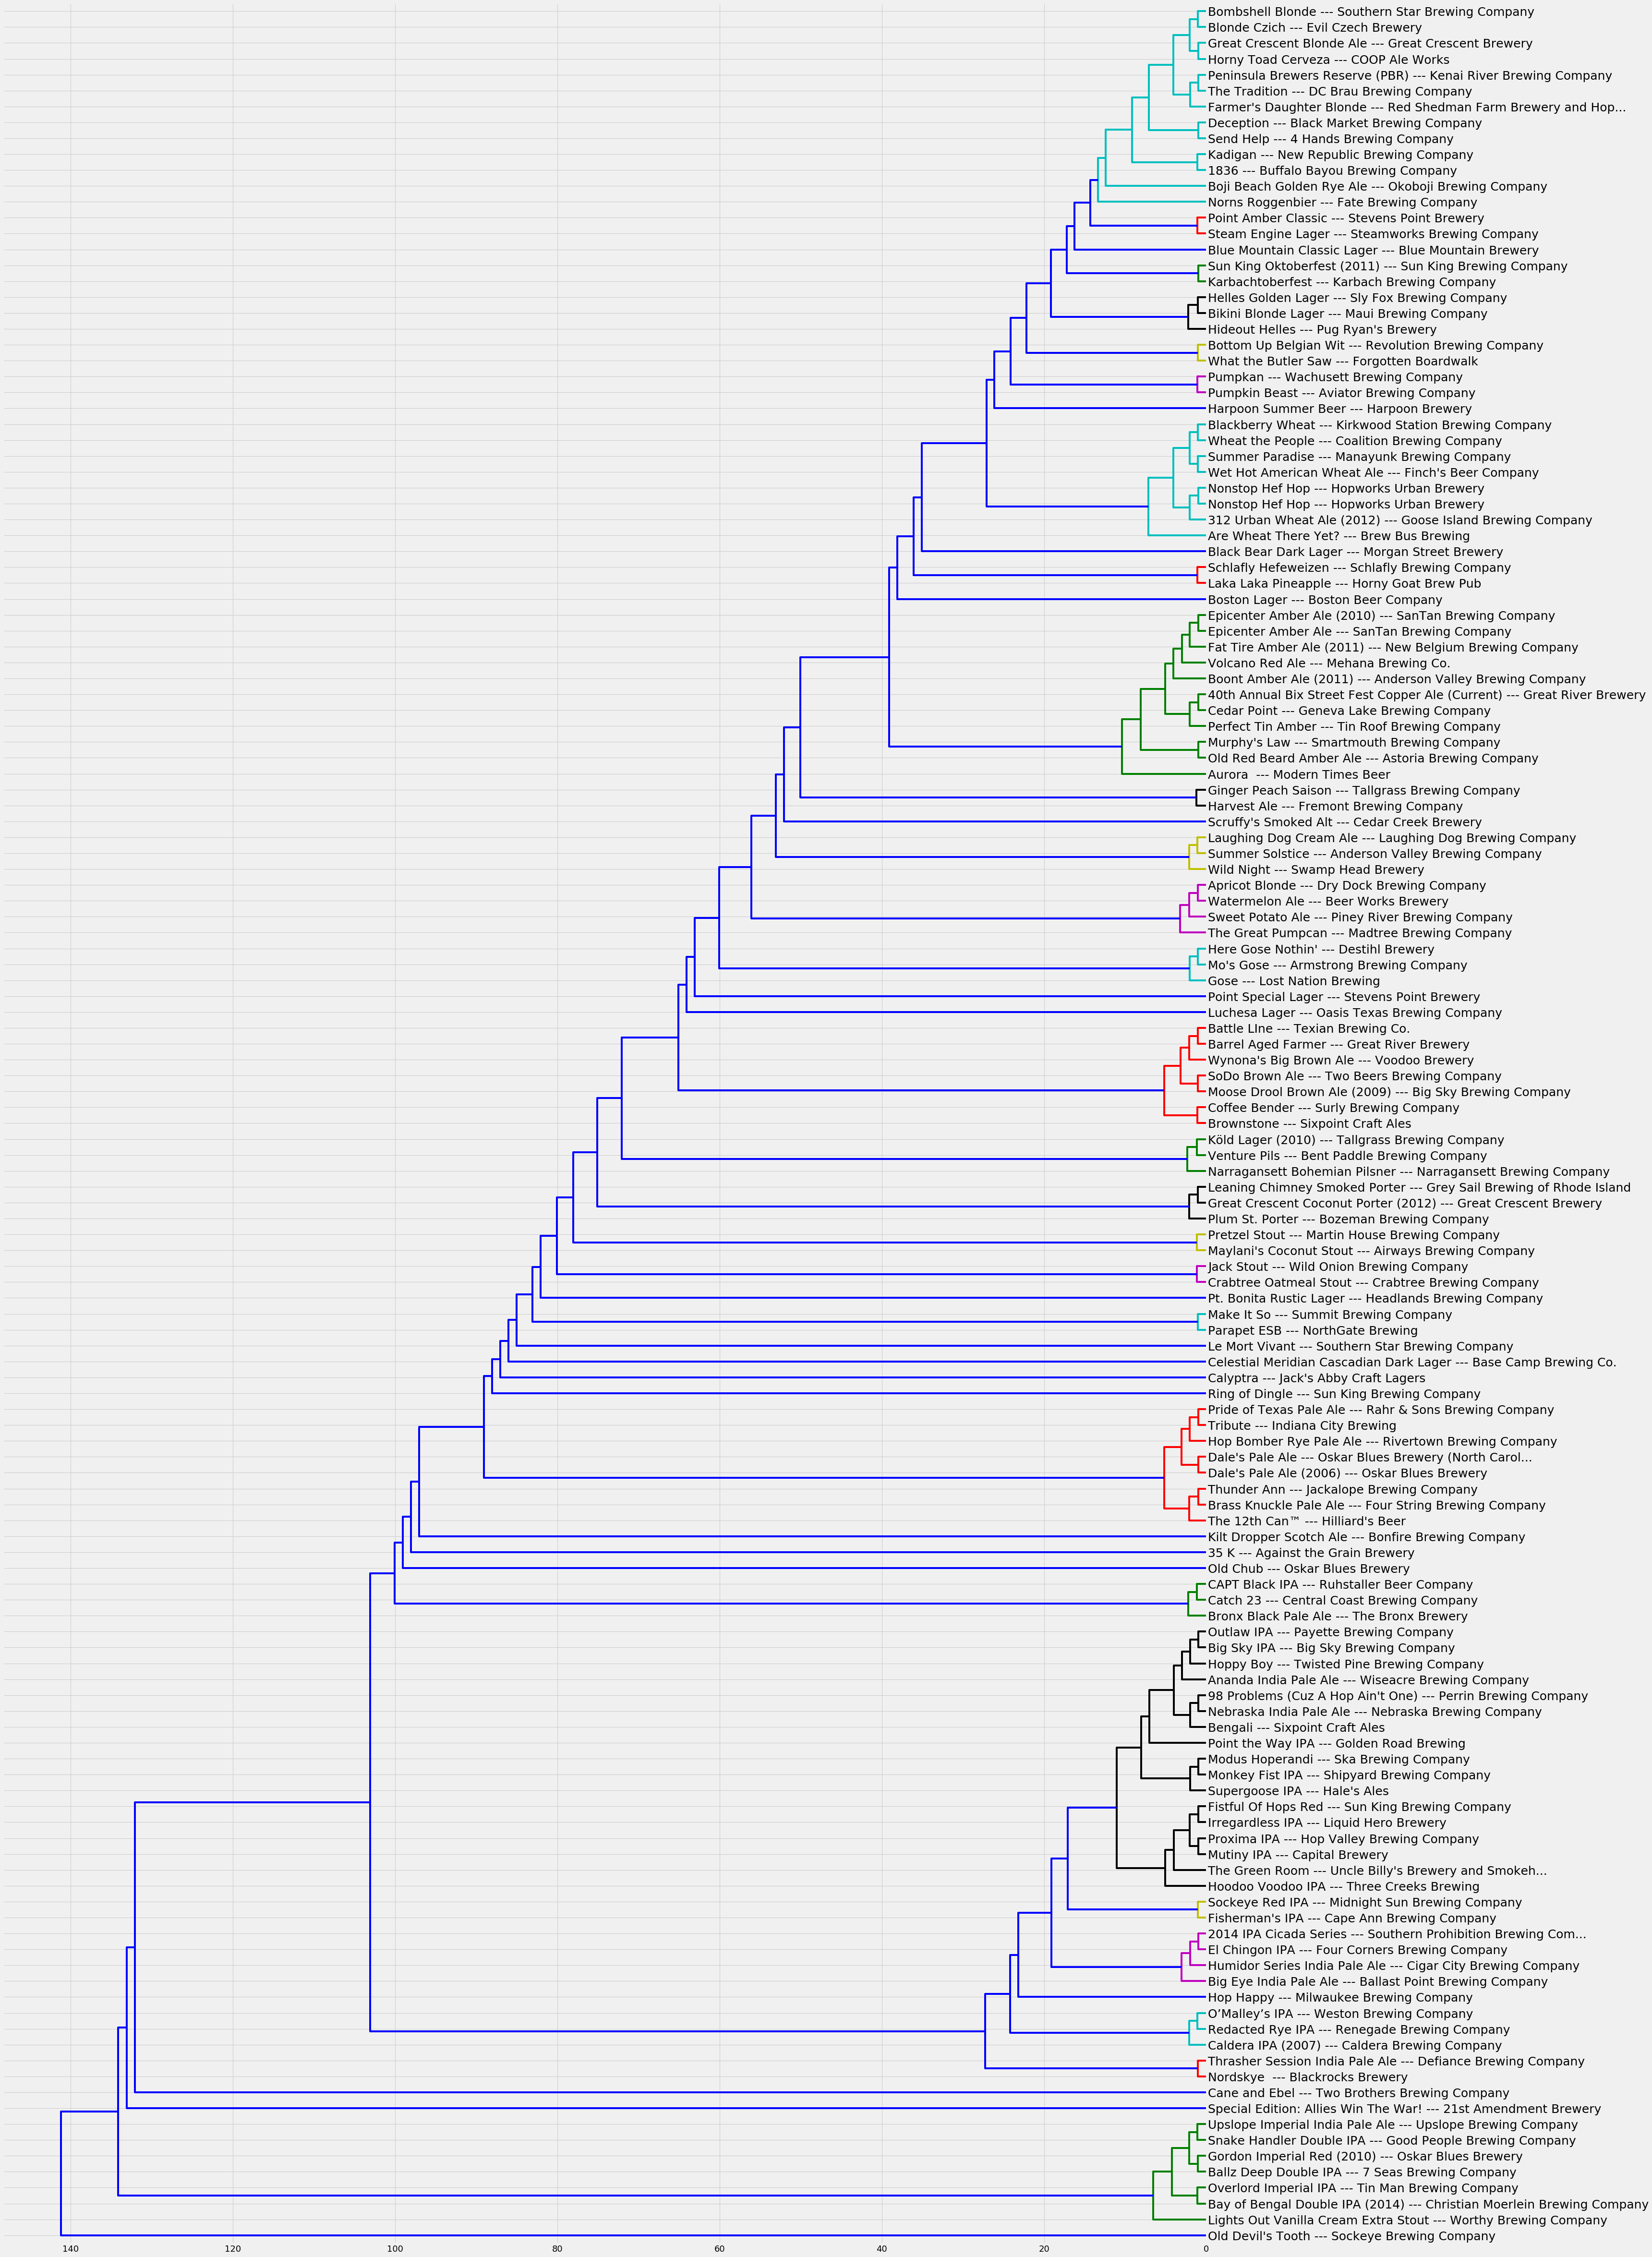 Bombshell Blonde --- Southern Star Brewing Company
Blonde Czich --- Evil Czech Brewery
Great Crescent Blonde Ale --- Great Crescent Brewery
Horny Toad Cerveza --- COOP Ale Works
Peninsula Brewers Reserve (PBR) --- Kenai River Brewing Company
The Tradition --- DC Brau Brewing Company
Farmer's Daughter Blonde --- Red Shedman Farm Brewery and Hop...
Deception --- Black Market Brewing Company
Send Help --- 4 Hands Brewing Company
Kadigan --- New Republic Brewing Company
1836 --- Buffalo Bayou Brewing Company
Boji Beach Golden Rye Ale --- Okoboji Brewing Company
Norns Roggenbier --- Fate Brewing Company
Point Amber Classic --- Stevens Point Brewery
Steam Engine Lager --- Steamworks Brewing Company
Blue Mountain Classic Lager --- Blue Mountain Brewery
Sun King Oktoberfest (2011) --- Sun King Brewing Company
Karbachtoberfest --- Karbach Brewing Company
Helles Golden Lager --- Sly Fox Brewing Company
Bikini Blonde Lager --- Maui Brewing Company
Hideout Helles --- Pug Ryan's Brewery
Bottom Up Belgian Wit --- Revolution Brewing Company
What the Butler Saw --- Forgotten Boardwalk
Pumpkan --- Wachusett Brewing Company
Pumpkin Beast --- Aviator Brewing Company
Harpoon Summer Beer --- Harpoon Brewery
Blackberry Wheat --- Kirkwood Station Brewing Company
Wheat the People --- Coalition Brewing Company
Summer Paradise --- Manayunk Brewing Company
Wet Hot American Wheat Ale --- Finch's Beer Company
Nonstop Hef Hop --- Hopworks Urban Brewery
Nonstop Hef Hop --- Hopworks Urban Brewery
312 Urban Wheat Ale (2012) --- Goose Island Brewing Company
Are Wheat There Yet? --- Brew Bus Brewing
Black Bear Dark Lager --- Morgan Street Brewery
Schlafly Hefeweizen --- Schlafly Brewing Company
Laka Laka Pineapple --- Horny Goat Brew Pub
Boston Lager --- Boston Beer Company
Epicenter Amber Ale (2010) --- SanTan Brewing Company
Epicenter Amber Ale --- SanTan Brewing Company
Fat Tire Amber Ale (2011) --- New Belgium Brewing Company
Volcano Red Ale --- Mehana Brewing Co.
Boont Amber Ale (2011) --- Anderson Valley Brewing Company
40th Annual Bix Street Fest Copper Ale (Current) --- Great River Brewery
Cedar Point --- Geneva Lake Brewing Company
Perfect Tin Amber --- Tin Roof Brewing Company
Murphy's Law --- Smartmouth Brewing Company
Old Red Beard Amber Ale --- Astoria Brewing Company
Aurora  --- Modern Times Beer
Ginger Peach Saison --- Tallgrass Brewing Company
Harvest Ale --- Fremont Brewing Company
Scruffy's Smoked Alt --- Cedar Creek Brewery
Laughing Dog Cream Ale --- Laughing Dog Brewing Company
Summer Solstice --- Anderson Valley Brewing Company
Wild Night --- Swamp Head Brewery
Apricot Blonde --- Dry Dock Brewing Company
Watermelon Ale --- Beer Works Brewery
Sweet Potato Ale --- Piney River Brewing Company
The Great Pumpcan --- Madtree Brewing Company
Here Gose Nothin' --- Destihl Brewery
Mo's Gose --- Armstrong Brewing Company
Gose --- Lost Nation Brewing
Point Special Lager --- Stevens Point Brewery
Luchesa Lager --- Oasis Texas Brewing Company
Battle LIne --- Texian Brewing Co.
Barrel Aged Farmer --- Great River Brewery
Wynona's Big Brown Ale --- Voodoo Brewery
SoDo Brown Ale --- Two Beers Brewing Company
Moose Drool Brown Ale (2009) --- Big Sky Brewing Company
Coffee Bender --- Surly Brewing Company
Brownstone --- Sixpoint Craft Ales
Köld Lager (2010) --- Tallgrass Brewing Company
Venture Pils --- Bent Paddle Brewing Company
Narragansett Bohemian Pilsner --- Narragansett Brewing Company
Leaning Chimney Smoked Porter --- Grey Sail Brewing of Rhode Island
Great Crescent Coconut Porter (2012) --- Great Crescent Brewery
Plum St. Porter --- Bozeman Brewing Company
Pretzel Stout --- Martin House Brewing Company
Maylani's Coconut Stout --- Airways Brewing Company
Jack Stout --- Wild Onion Brewing Company
Crabtree Oatmeal Stout --- Crabtree Brewing Company
Pt. Bonita Rustic Lager --- Headlands Brewing Company
Make It So --- Summit Brewing Company
Parapet ESB --- NorthGate Brewing
Le Mort Vivant --- Southern Star Brewing Company
Celestial Meridian Cascadian Dark Lager --- Base Camp Brewing Co.
Calyptra --- Jack's Abby Craft Lagers
Ring of Dingle --- Sun King Brewing Company
Pride of Texas Pale Ale --- Rahr & Sons Brewing Company
Tribute --- Indiana City Brewing
Hop Bomber Rye Pale Ale --- Rivertown Brewing Company
Dale's Pale Ale --- Oskar Blues Brewery (North Carol...
Dale's Pale Ale (2006) --- Oskar Blues Brewery
Thunder Ann --- Jackalope Brewing Company
Brass Knuckle Pale Ale --- Four String Brewing Company
The 12th Can™ --- Hilliard's Beer
Kilt Dropper Scotch Ale --- Bonfire Brewing Company
35 K --- Against the Grain Brewery
Old Chub --- Oskar Blues Brewery
CAPT Black IPA --- Ruhstaller Beer Company
Catch 23 --- Central Coast Brewing Company
Bronx Black Pale Ale --- The Bronx Brewery
Outlaw IPA --- Payette Brewing Company
Big Sky IPA --- Big Sky Brewing Company
Hoppy Boy --- Twisted Pine Brewing Company
Ananda India Pale Ale --- Wiseacre Brewing Company
98 Problems (Cuz A Hop Ain't One) --- Perrin Brewing Company
Nebraska India Pale Ale --- Nebraska Brewing Company
Bengali --- Sixpoint Craft Ales
Point the Way IPA --- Golden Road Brewing
Modus Hoperandi --- Ska Brewing Company
Monkey Fist IPA --- Shipyard Brewing Company
Supergoose IPA --- Hale's Ales
Fistful Of Hops Red --- Sun King Brewing Company
Irregardless IPA --- Liquid Hero Brewery
Proxima IPA --- Hop Valley Brewing Company
Mutiny IPA --- Capital Brewery
The Green Room --- Uncle Billy's Brewery and Smokeh...
Hoodoo Voodoo IPA --- Three Creeks Brewing
Sockeye Red IPA --- Midnight Sun Brewing Company
Fisherman's IPA --- Cape Ann Brewing Company
2014 IPA Cicada Series --- Southern Prohibition Brewing Com...
El Chingon IPA --- Four Corners Brewing Company
Humidor Series India Pale Ale --- Cigar City Brewing Company
Big Eye India Pale Ale --- Ballast Point Brewing Company
Hop Happy --- Milwaukee Brewing Company
O’Malley’s IPA --- Weston Brewing Company
Redacted Rye IPA --- Renegade Brewing Company
Caldera IPA (2007) --- Caldera Brewing Company
Thrasher Session India Pale Ale --- Defiance Brewing Company
Nordskye  --- Blackrocks Brewery
Cane and Ebel --- Two Brothers Brewing Company
Special Edition: Allies Win The War! --- 21st Amendment Brewery
Upslope Imperial India Pale Ale --- Upslope Brewing Company
Snake Handler Double IPA --- Good People Brewing Company
Gordon Imperial Red (2010) --- Oskar Blues Brewery
Ballz Deep Double IPA --- 7 Seas Brewing Company
Overlord Imperial IPA --- Tin Man Brewing Company
Bay of Bengal Double IPA (2014) --- Christian Moerlein Brewing Company
Lights Out Vanilla Cream Extra Stout --- Worthy Brewing Company
Old Devil's Tooth --- Sockeye Brewing Company
140 120 100 80 60 40 20 0